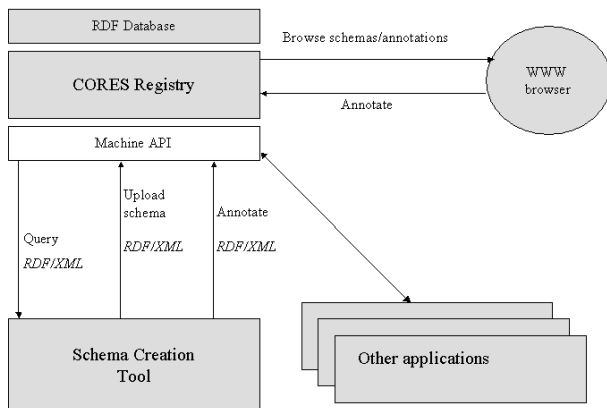 RDF Database
Browse schemas/annotations
CORES Registry
WWW
browser
Annotate
Machine API
Upload
schema
Annotate
Query
RDF/XML
RDF/XML
RDF/XML
Schema Creation
Tool
Other applications